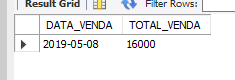 Result Grid Filter Rows:
DATA_VENDA TOTAL_VENDA
2019-05-08 16000